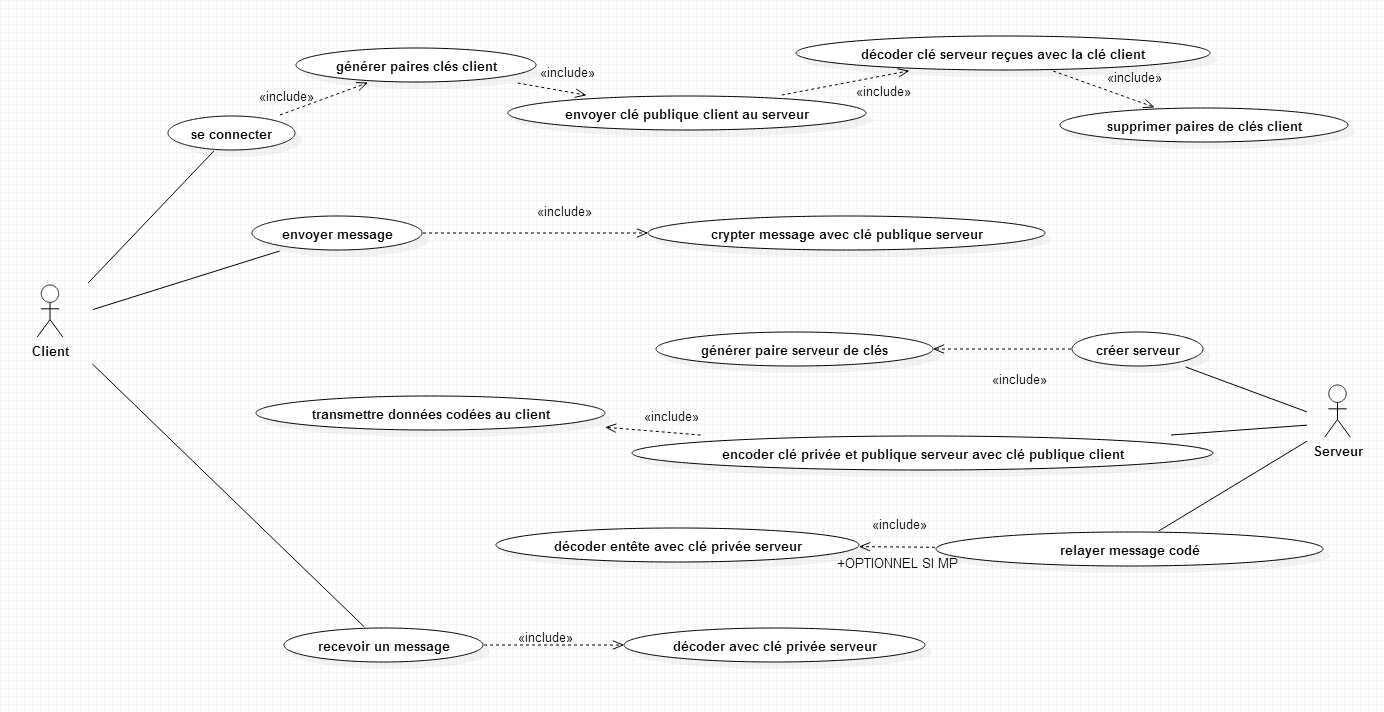 décoder clé serveur reçues avec la clé client
générer paires clés client
«include»
«include»
«include»
«include»
envoyer clé publique client au serveur
supprimer paires de clés client
se connecter
«include»
envoyer message
crypter message avec clé publique serveur
Client
générer paire serveur de clés
créer serveur
«include»
transmettre données codées au client
«include»
encoder clé privée et publique serveur avec clé publique client
Serveur
«include»
décoder entête avec clé privée serveur
relayer message codé
+OPTIONNEL SI MP
recevoir un message
«include»
décoder avec clé privée serveur